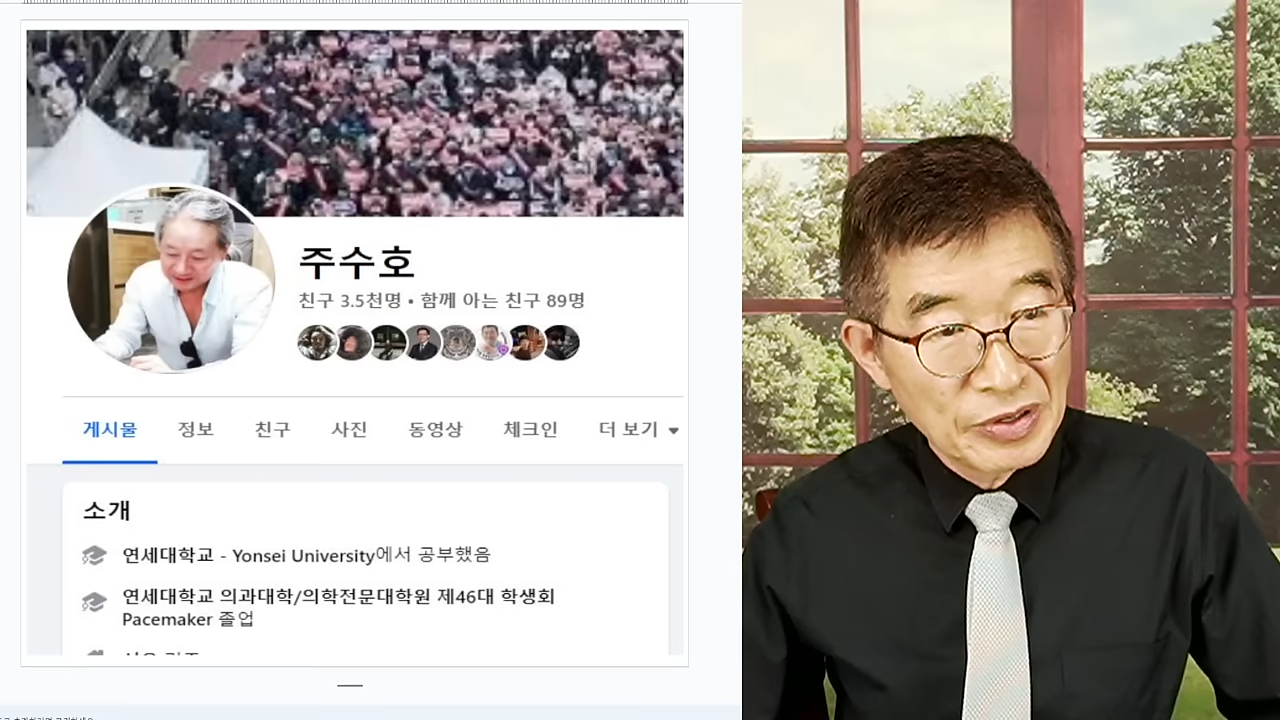 주수호
친구 3.5천명 • 함께 아는 친구 89명
게시물 정보 친구 사진 동영상 체크인 더 보기
소개
연세대학교 - Yonsei University에서 공부했음
연세대학교 의과대학/의학전문대학원 제46대 학생회
Pacemaker 졸업